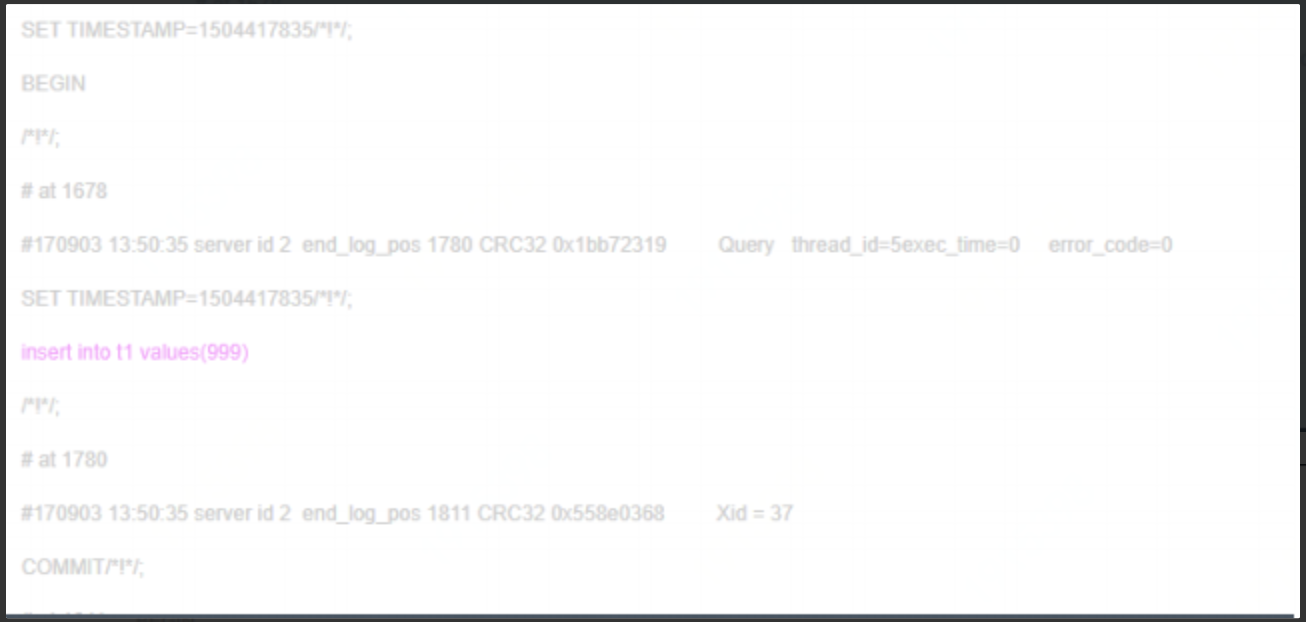 SET TIMESTAMP=1504417835/*!*/;
BEGIN
/*!*/;
# at 1678
#170903 13:50:35 server id 2 end_log_pos 1780 CRC32 0x1bb72319 Query thread_id=5exec_time=0 error_code=0
SET TIMESTAMP=1504417835/*!*/;
insert into t1 values(999)
/*!*/;
# at 1780
#170903 13:50:35 server id 2 end_log_pos 1811 CRC32 0x558e0368 Xid = 37
COMMIT/*!*/;